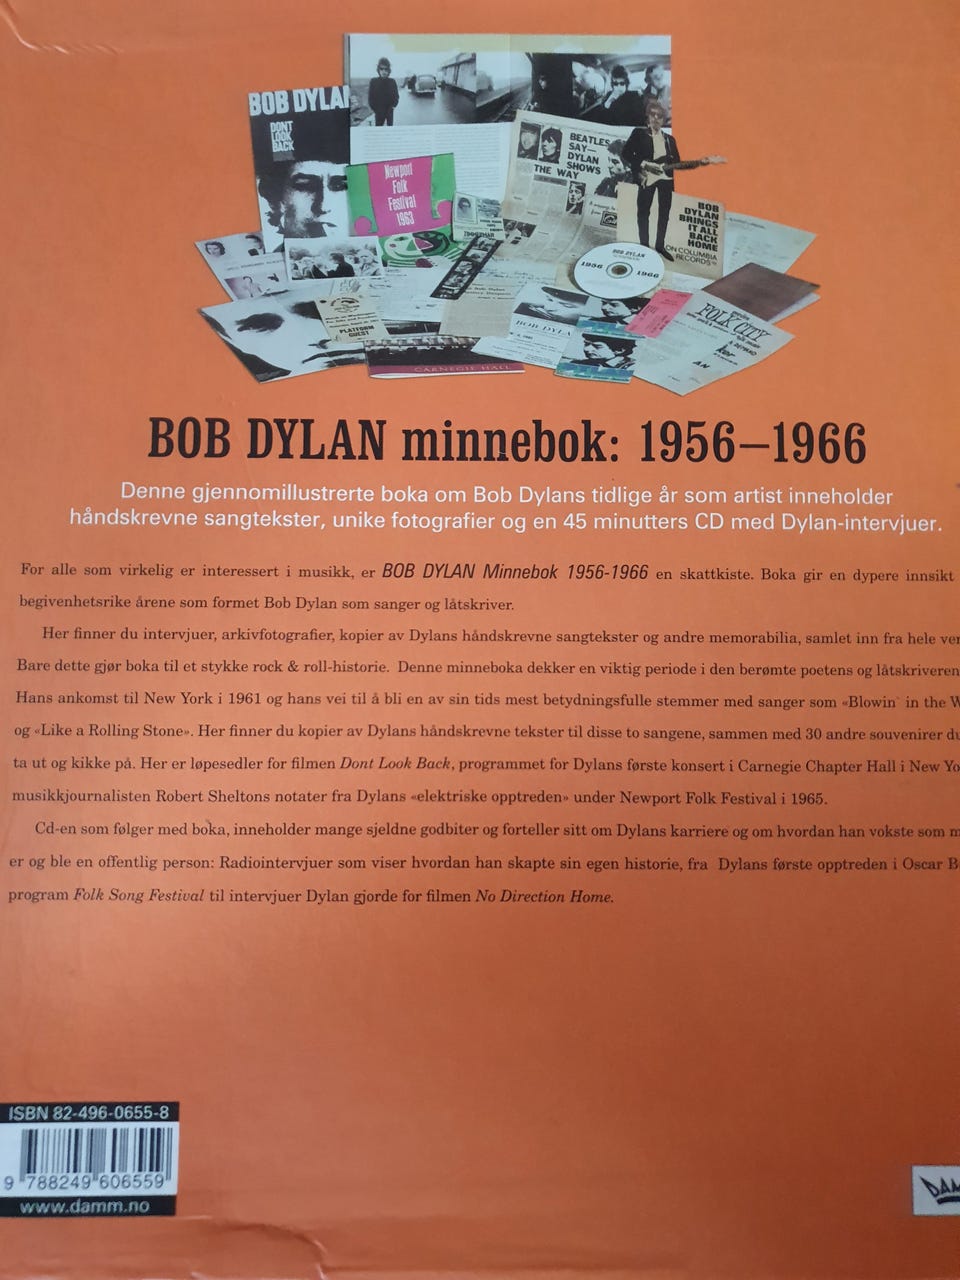 BOB DYLAN
DONT
LOOK
BACK
Newport
Folk
Festival
1963
BEATLES
SAY—
DYLAN
SHOWS
THE WAY
BOB
DYLAN
BRINGS
IT ALL
BACK
HOME
ON COLUMBIA
RECORDS
BOB DYLAN
1956 1966
ZIMMERMAN
PLATFORM
GUEST
BOB DYLA
FOLK CITY
CARNEGIE HALL
BOB DYLAN minnebok: 1956–1966
Denne gjennomillustrerte boka om Bob Dylans tidlige år som artist inneholder
håndskrevne sangtekster, unike fotografier og en 45 minutters CD med Dylan-intervjuer.
For alle som virkelig er interessert i musikk, er BOB DYLAN Minnebok 1956-1966 en skattkiste. Boka gir en dypere innsikt
begivenhetsrike årene som formet Bob Dylan som sanger og låtskriver.
Her finner du intervjuer, arkivfotografier, kopier av Dylans håndskrevne sangtekster og andre memorabilia, samlet inn fra hele ver
Bare dette gjør boka til et stykke rock & roll-historie. Denne minneboka dekker en viktig periode i den berømte poetens og låtskriveren
Hans ankomst til New York i 1961 og hans vei til å bli en av sin tids mest betydningsfulle stemmer med sanger som «Blowin' in the W
og «Like a Rolling Stone». Her finner du kopier av Dylans håndskrevne tekster til disse to sangene, sammen med 30 andre souvenirer du
ta ut og kikke på. Her er løpesedler for filmen Dont Look Back, programmet for Dylans første konsert i Carnegie Chapter Hall i New Yo
musikkjournalisten Robert Sheltons notater fra Dylans «elektriske opptreden» under Newport Folk Festival i 1965.
Cd-en som følger med boka, inneholder mange sjeldne godbiter og forteller sitt om Dylans karriere og om hvordan han vokste som m
er og ble en offentlig person: Radiointervjuer som viser hvordan han skapte sin egen historie, fra Dylans første opptreden i Oscar B
program Folk Song Festival til intervjuer Dylan gjorde for filmen No Direction Home.
ISBN 82-496-0655-8
9 788249 606559
www.damm.no
DAM